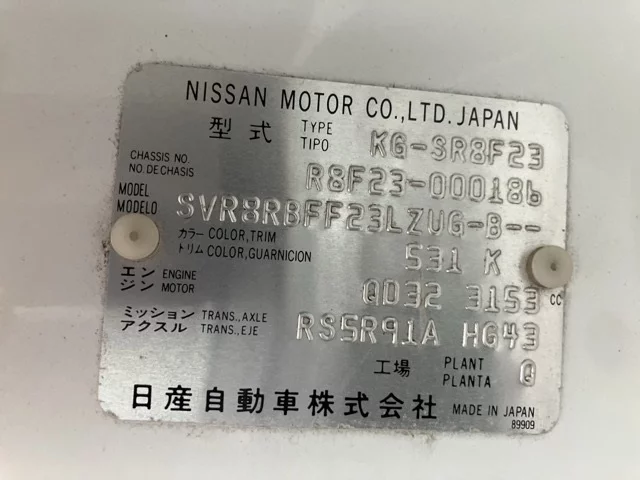 NISSAN MOTOR CO.,LTD. JAPAN
型式 TYPE TIPO KG-SR8F23
CHASSIS NO. NO. DE CHASIS R8F23-000186
MODEL MODELO SVR8RBFF23LZUG-B--
カラー COLOR,TRIM
トリム COLOR,GUARNICION 531 K
エンジン ENGINE MOTOR QD32 3153 CC
ミッション TRANS.,AXLE
アクスル TRANS.,EJE RS5R91A HG43
工場 PLANT PLANTA Q
日産自動車株式会社 MADE IN JAPAN
89909